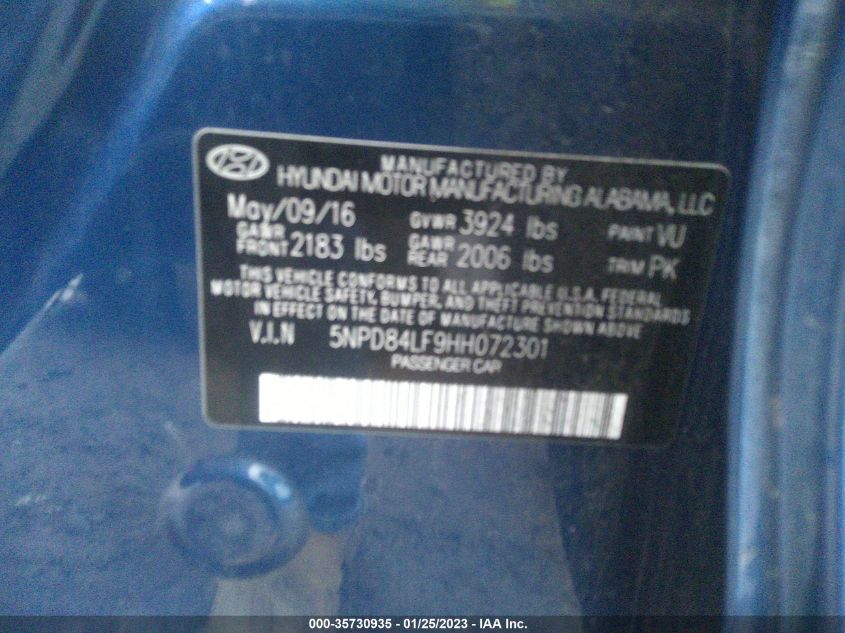 MANUFACTURED BY
HYUNDAI MOTOR MANUFACTURING ALABAMA, LLC
May/09/16 GVWR 3924 lbs PAINT VU
GAWR FRONT 2183 lbs GAWR REAR 2006 lbs TRIM PK
THIS VEHICLE CONFORMS TO ALL APPLICABLE U.S.A. FEDERAL
MOTOR VEHICLE SAFETY, BUMPER, AND THEFT PREVENTION STANDARDS
IN EFFECT ON THE DATE OF MANUFACTURE SHOWN ABOVE
V.I.N 5NPD84LF9HH072301
PASSENGER CAR
000-35730935 - 01/25/2023 - IAA Inc.